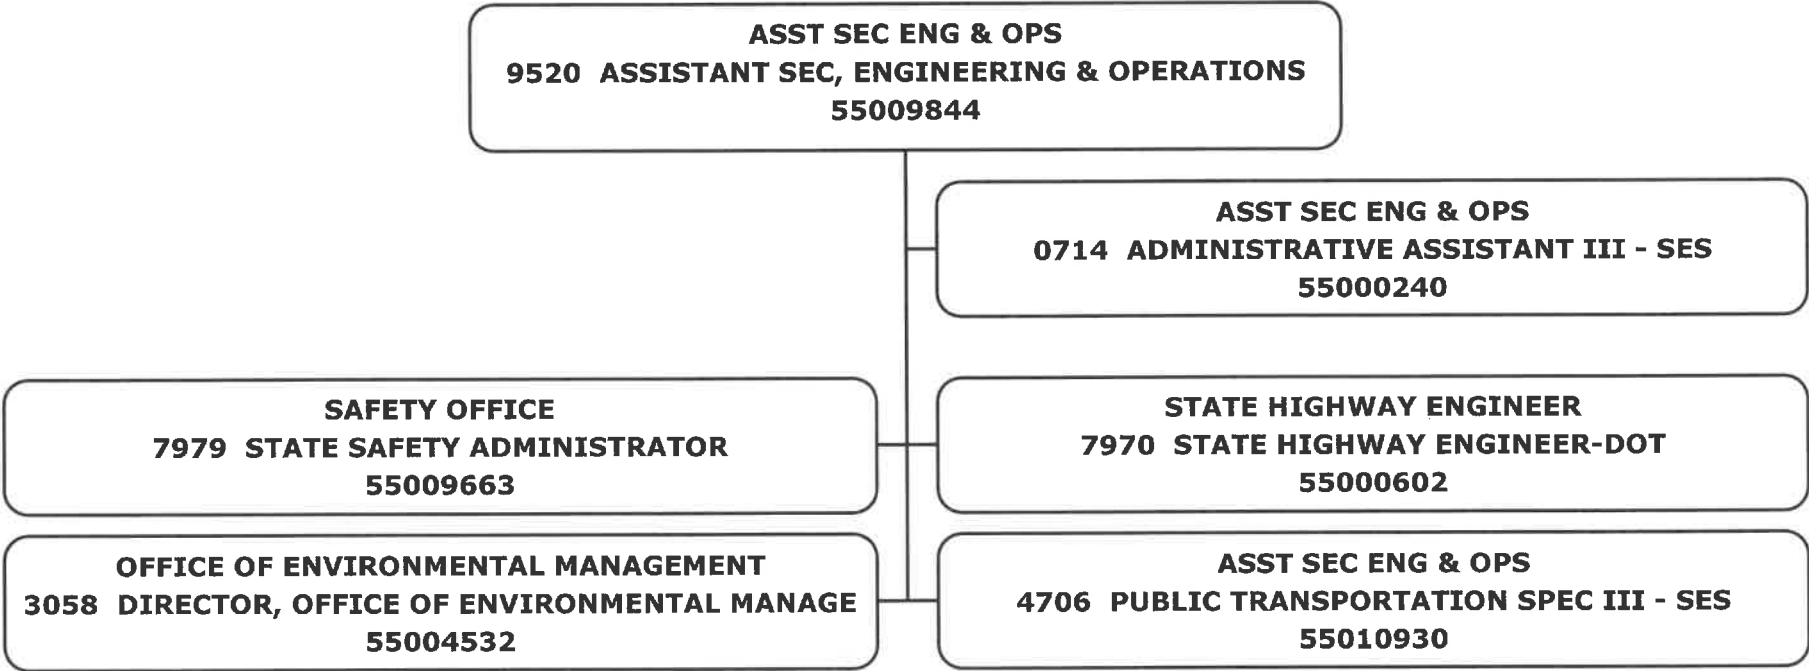 ASST SEC ENG & OPS
9520 ASSISTANT SEC, ENGINEERING & OPERATIONS
55009844
ASST SEC ENG & OPS
0714 ADMINISTRATIVE ASSISTANT III - SES
55000240
SAFETY OFFICE
7979 STATE SAFETY ADMINISTRATOR
55009663
STATE HIGHWAY ENGINEER
7970 STATE HIGHWAY ENGINEER-DOT
55000602
OFFICE OF ENVIRONMENTAL MANAGEMENT
3058 DIRECTOR, OFFICE OF ENVIRONMENTAL MANAGE
55004532
ASST SEC ENG & OPS
4706 PUBLIC TRANSPORTATION SPEC III - SES
55010930